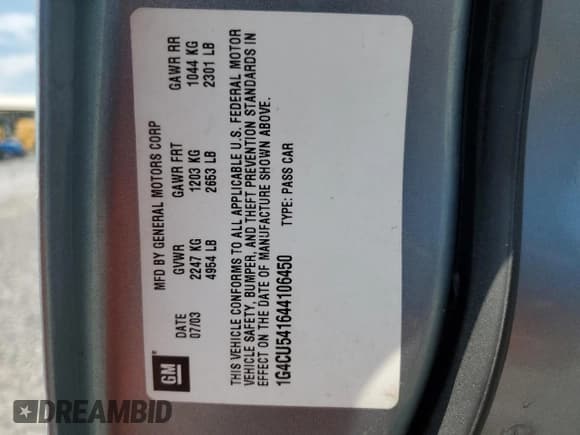 MFD BY GENERAL MOTORS CORP
DATE GVWR GAWR FRT GAWR RR
07/03 2247 KG 1203 KG 1044 KG
4954 LB 2653 LB 2301 LB
THIS VEHICLE CONFORMS TO ALL APPLICABLE U.S. FEDERAL MOTOR
VEHICLE SAFETY, BUMPER, AND THEFT PREVENTION STANDARDS IN
EFFECT ON THE DATE OF MANUFACTURE SHOWN ABOVE.
1G4CU541644106450 TYPE: PASS CAR
GM
DREAMBID